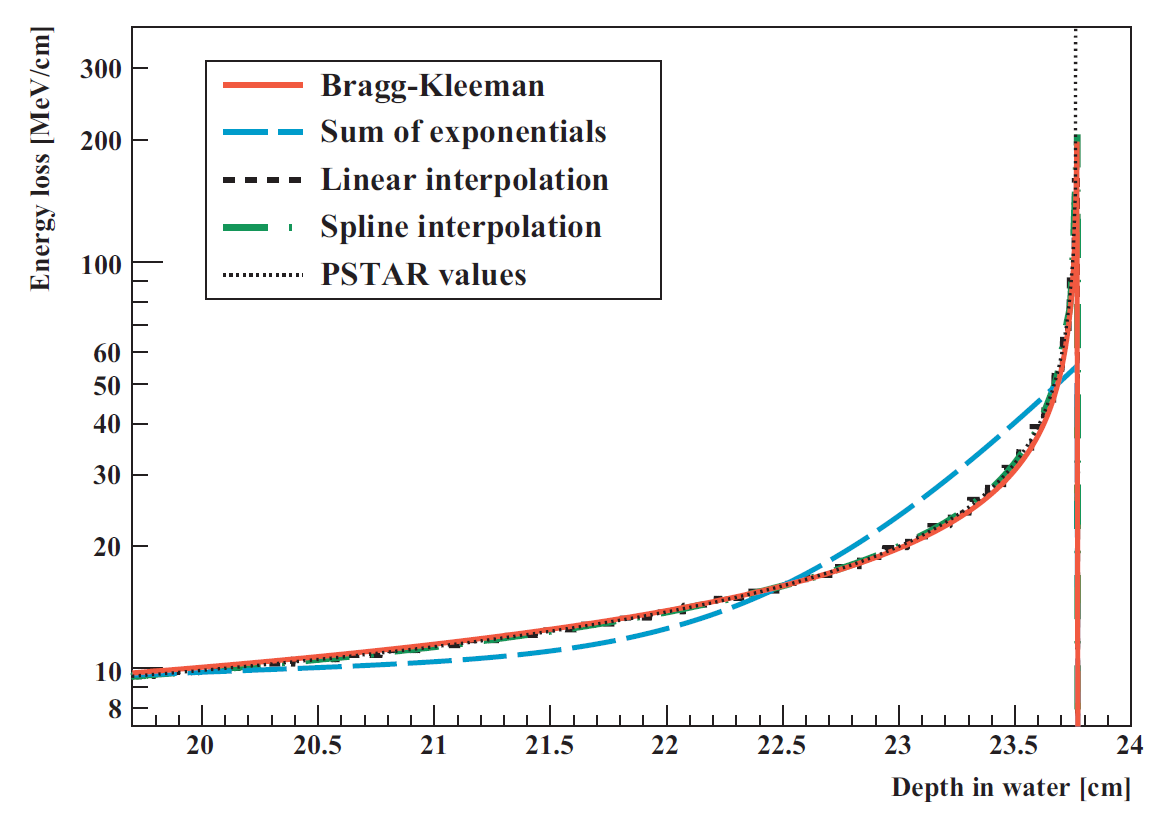 Energy loss [MeV/cm]
300
200
100
60
50
40
30
20
10
8
Bragg-Kleeman
Sum of exponentials
Linear interpolation
Spline interpolation
PSTAR values
20 20.5 21 21.5 22 22.5 23 23.5 24
Depth in water [cm]